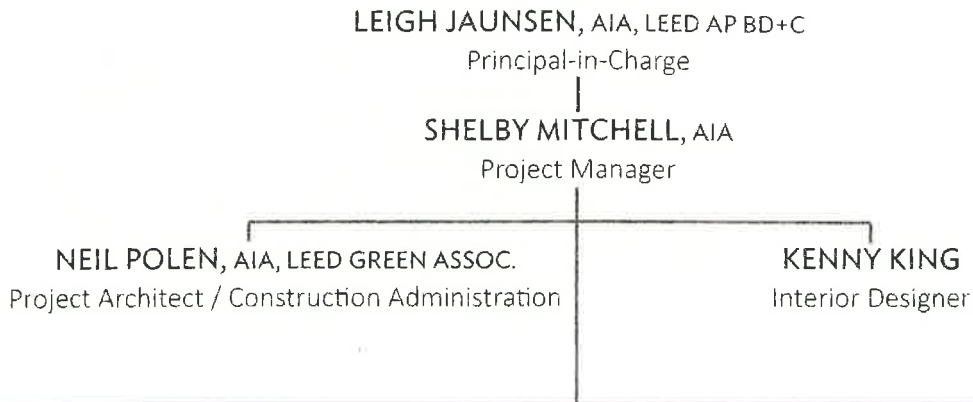 LEIGH JAUNSEN, AIA, LEED AP BD+C
Principal-in-Charge
SHELBY MITCHELL, AIA
Project Manager
NEIL POLEN, AIA, LEED GREEN ASSOC.
Project Architect / Construction Administration
KENNY KING
Interior Designer